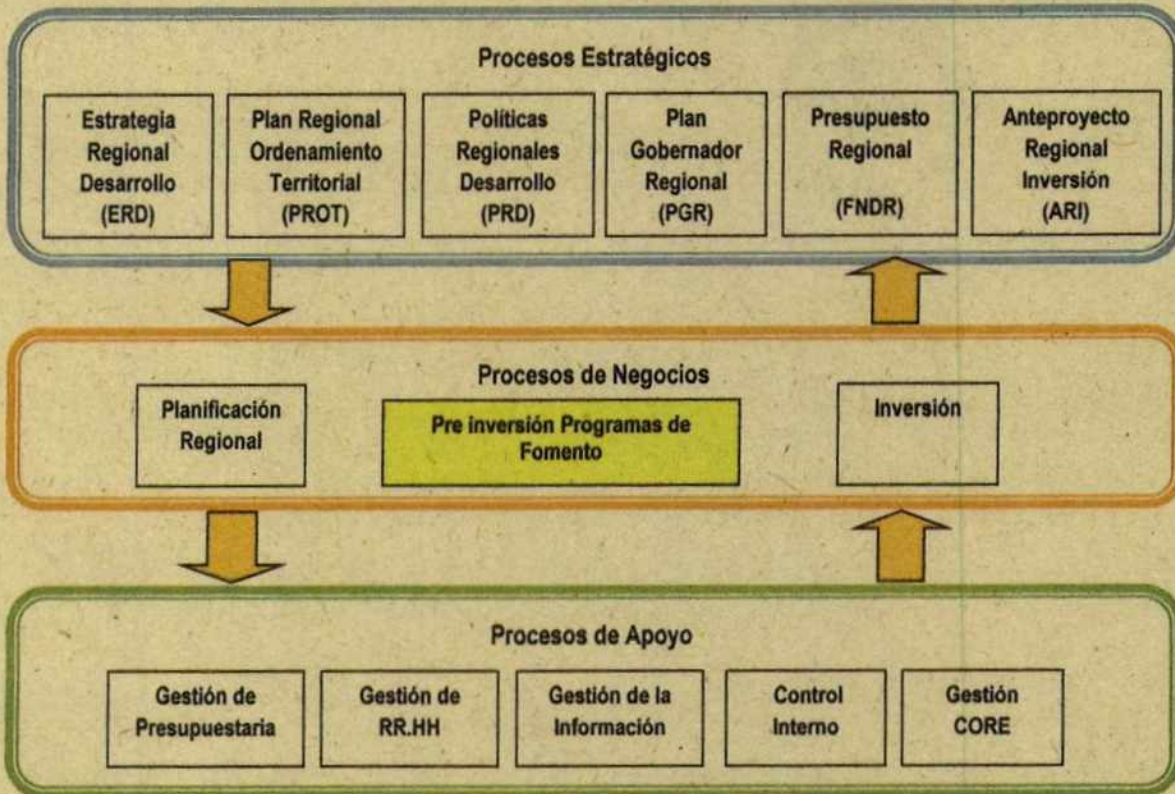 Procesos Estratégicos
Estrategia
Regional
Desarrollo
(ERD)
Plan Regional
Ordenamiento
Territorial
(PROT)
Políticas
Regionales
Desarrollo
(PRD)
Plan
Gobernador
Regional
(PGR)
Presupuesto
Regional
(FNDR)
Anteproyecto
Regional
Inversión
(ARI)
Procesos de Negocios
Planificación
Regional
Pre inversión Programas de
Fomento
Inversión
Procesos de Apoyo
Gestión de
Presupuestaria
Gestión de
RR.HH
Gestión de la
Información
Control
Interno
Gestión
CORE